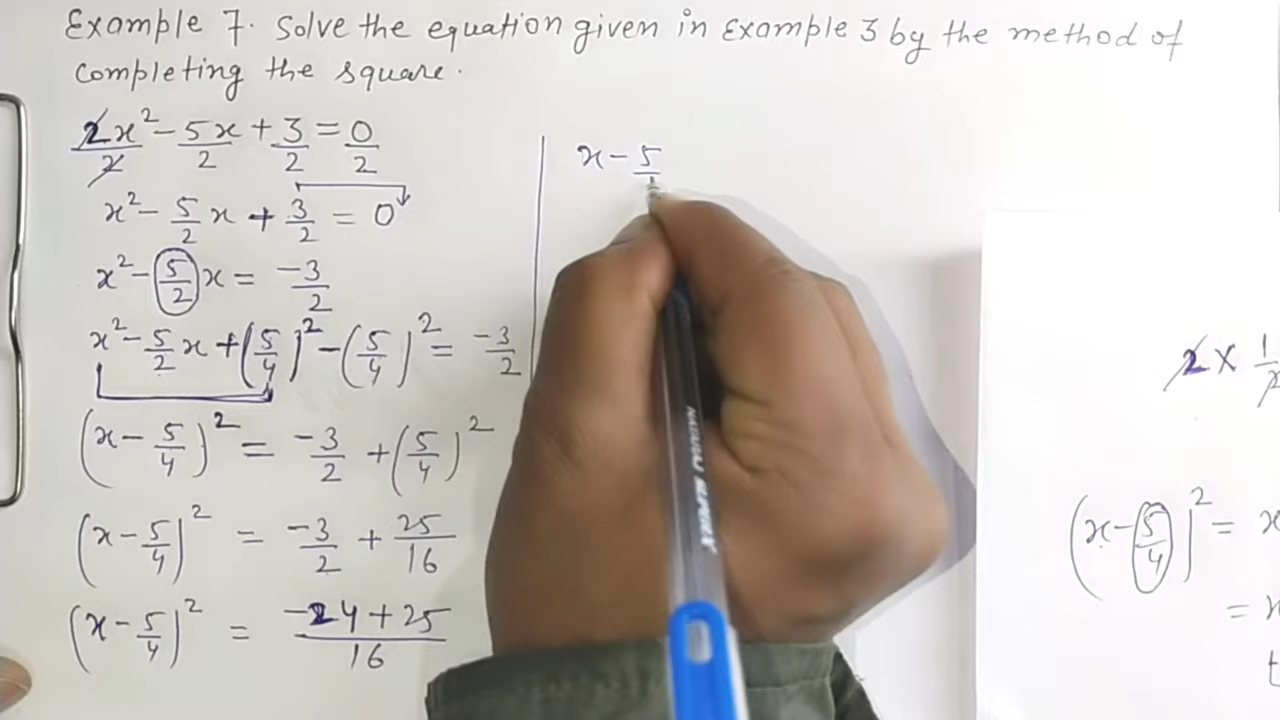 Example 7. Solve the equation given in Example 3 by the method of
completing the square.
2x²/2 - 5x/2 + 3/2 = 0/2
x² - 5/2 x + 3/2 = 0
x² - 5/2 x = -3/2
x² - 5/2 x + (5/4)² - (5/4)² = -3/2
(x - 5/4)² = -3/2 + (5/4)²
(x - 5/4)² = -3/2 + 25/16
(x - 5/4)² = -24 + 25/16
x - 5/
2 × 1/2
(x - 5/4)² = x
=
t